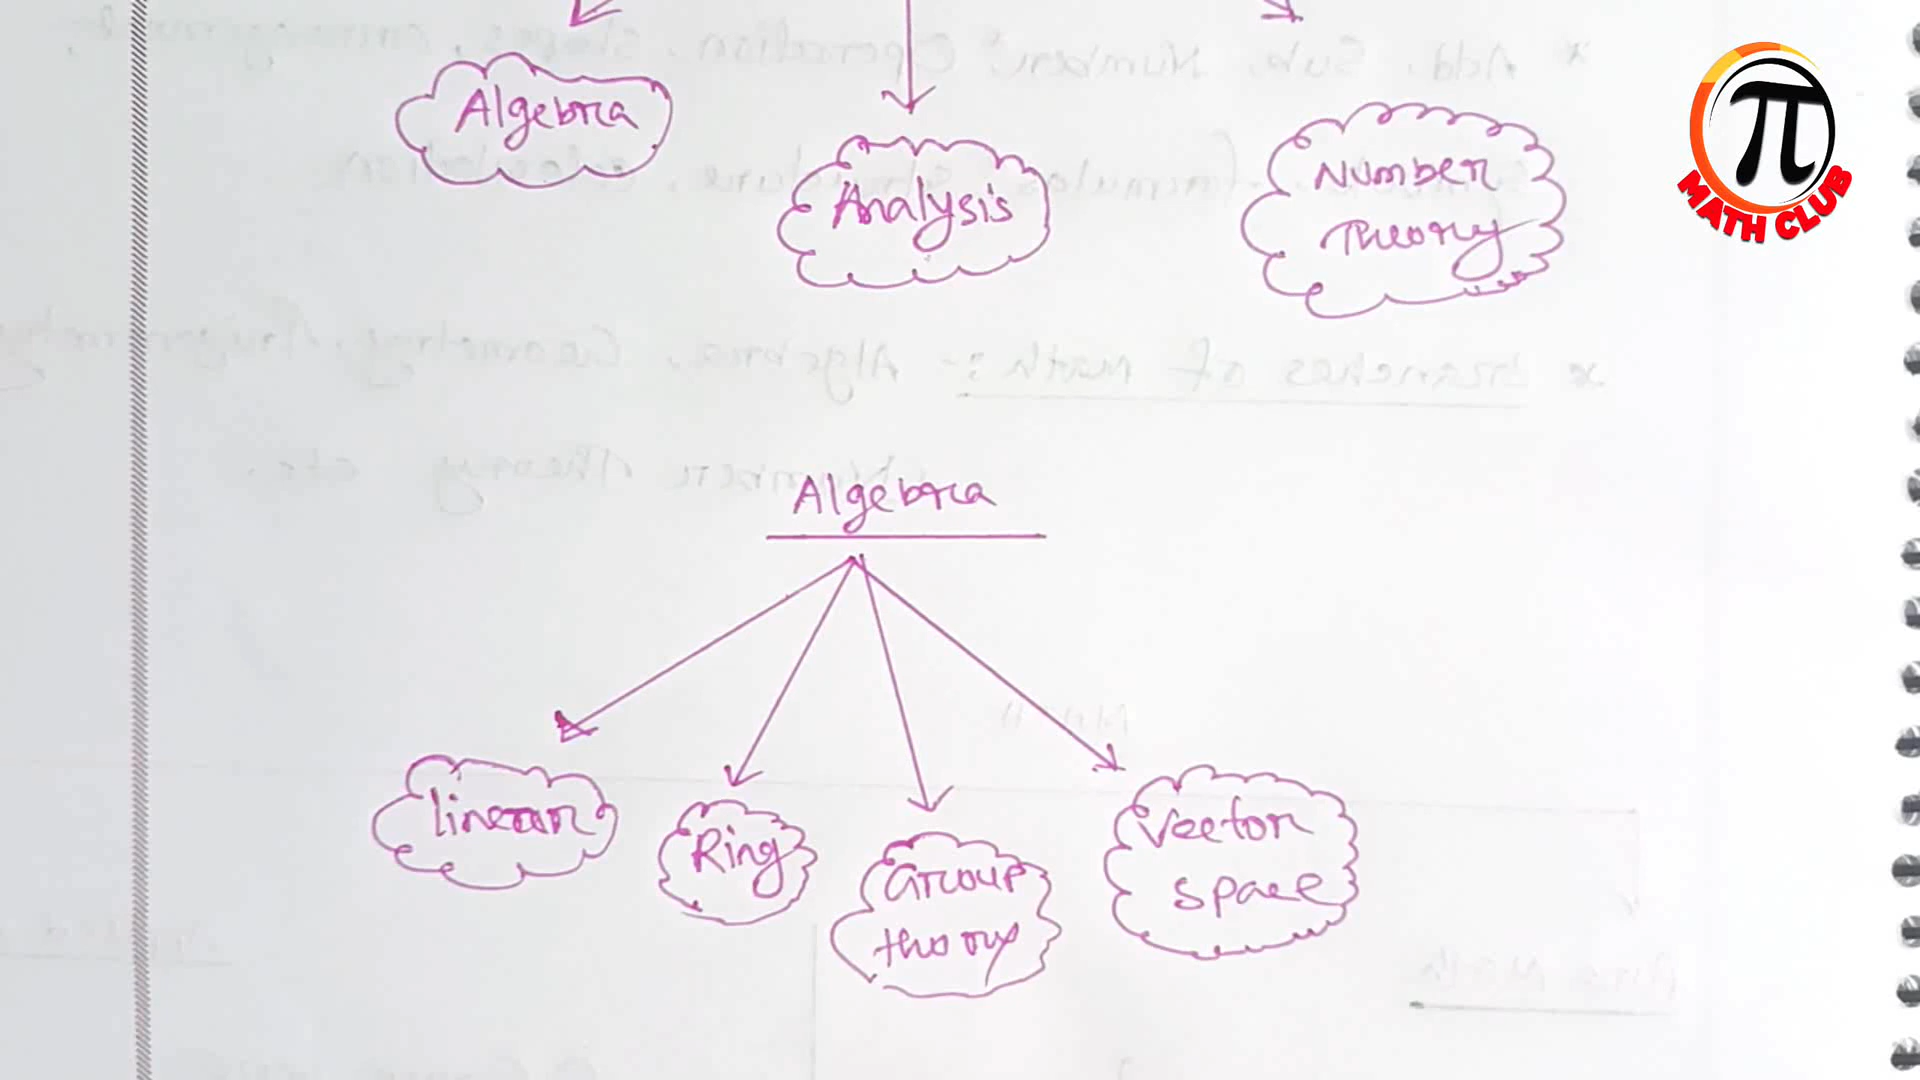 Algebra
Analysis
Number
Theory
Algebra
linear
Ring
Group
theory
Vector
space
π
MATH CLUB